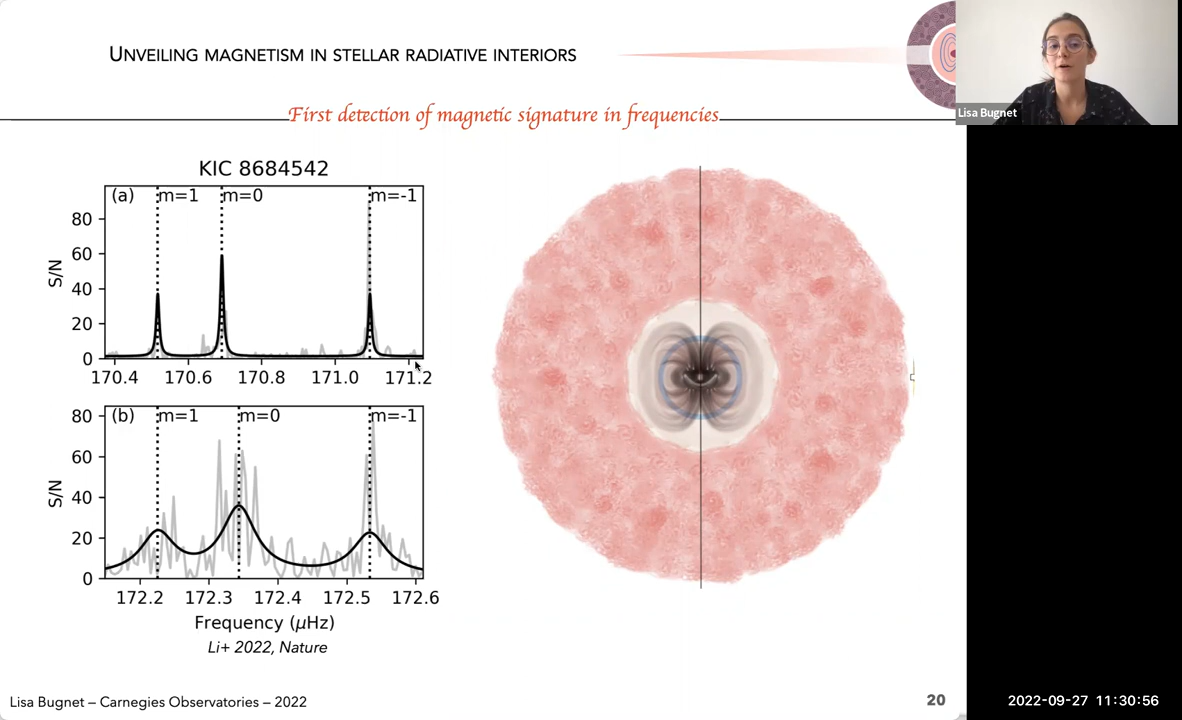 UNVEILING MAGNETISM IN STELLAR RADIATIVE INTERIORS
Lisa Bugnet
First detection of magnetic signature in frequencies
KIC 8684542
(a) m=1 m=0 m=-1
80
60
40
20
0
S/N
170.4 170.6 170.8 171.0 171.2
(b) m=1 m=0 m=-1
80
60
40
20
0
S/N
172.2 172.3 172.4 172.5 172.6
Frequency (μHz)
Li+ 2022, Nature
Lisa Bugnet – Carnegies Observatories – 2022
20
2022-09-27 11:30:56